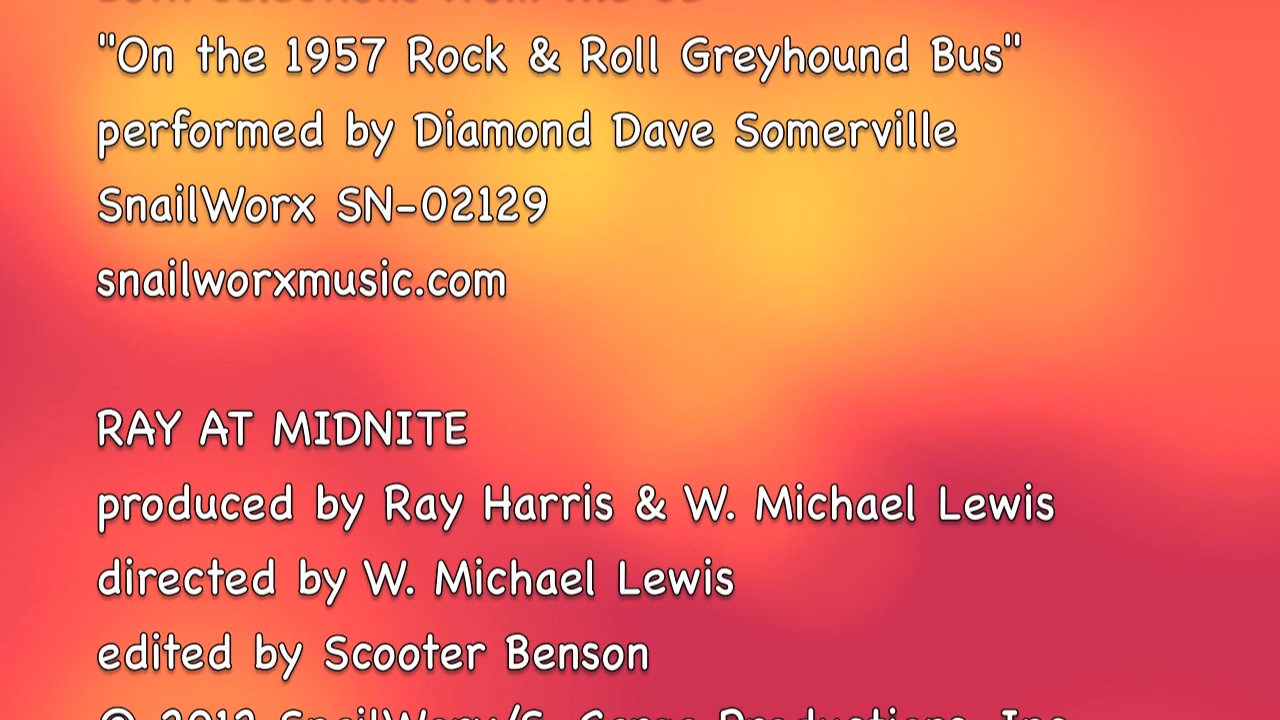 "On the 1957 Rock & Roll Greyhound Bus"
performed by Diamond Dave Somerville
SnailWorx SN-02129
snailworxmusic.com
RAY AT MIDNITE
produced by Ray Harris & W. Michael Lewis
directed by W. Michael Lewis
edited by Scooter Benson